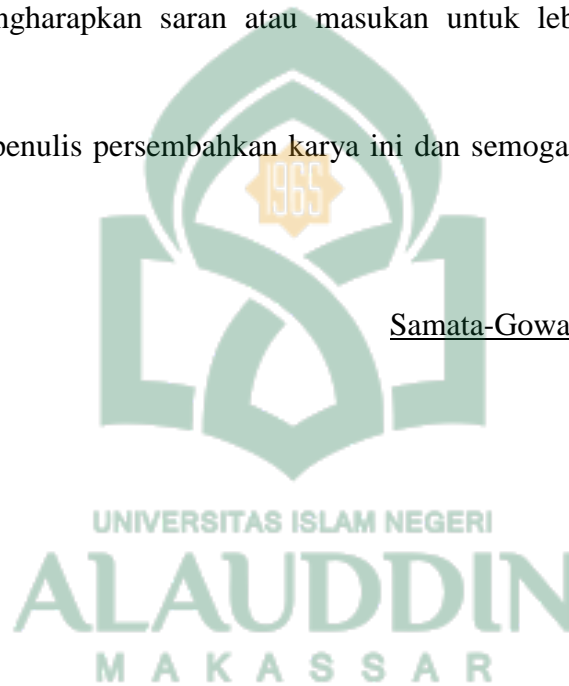 ngharapkan saran atau masukan untuk leb
penulis persembahkan karya ini dan semoga
1965
Samata-Gowa
UNIVERSITAS ISLAM NEGERI
ALAUDDIN
MAKASSAR